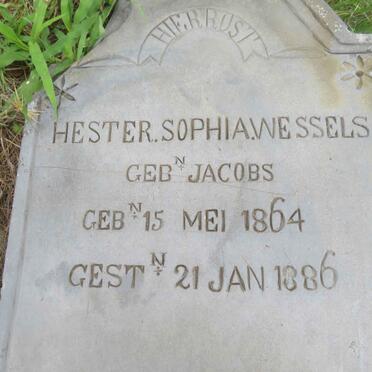 HIER RUST
HESTER. SOPHIA. WESSELS
GEBN JACOBS
GEBN 15 MEI 1864
GESTN 21 JAN 1886